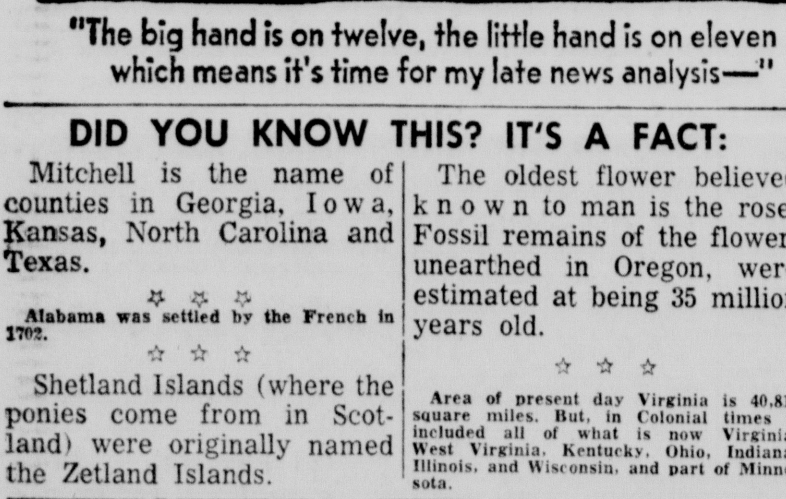 "The big hand is on twelve, the little hand is on eleven
which means it's time for my late news analysis—"
DID YOU KNOW THIS? IT'S A FACT:
Mitchell is the name of
counties in Georgia, Iowa,
Kansas, North Carolina and
Texas.
Alabama was settled by the French in
1702.
Shetland Islands (where the
ponies come from in Scot-
land) were originally named
the Zetland Islands.
The oldest flower believe
known to man is the rose
Fossil remains of the flower
unearthed in Oregon, wer
estimated at being 35 millio
years old.
Area of present day Virginia is 40,8
square miles. But, in Colonial times
included all of what is now Virginia
West Virginia, Kentucky, Ohio, Indiana
Illinois, and Wisconsin, and part of Minn
sota.